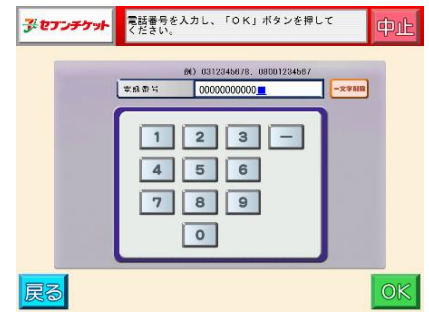 セブンチケット
電話番号を入力し、「OK」ボタンを押して
ください。
中止
例) 0312345678、08001234567
電話番号
00000000000
一文字削除
1 2 3 ー
4 5 6
7 8 9
0
戻る
OK